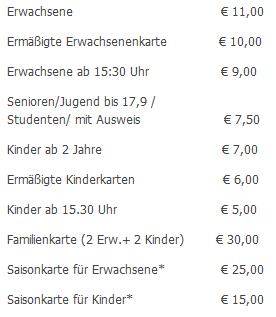 Erwachsene € 11,00
Ermäßigte Erwachsenenkarte € 10,00
Erwachsene ab 15:30 Uhr € 9,00
Senioren/Jugend bis 17,9 /
Studenten/ mit Ausweis € 7,50
Kinder ab 2 Jahre € 7,00
Ermäßigte Kinderkarten € 6,00
Kinder ab 15.30 Uhr € 5,00
Familienkarte (2 Erw.+ 2 Kinder) € 30,00
Saisonkarte für Erwachsene* € 25,00
Saisonkarte für Kinder* € 15,00